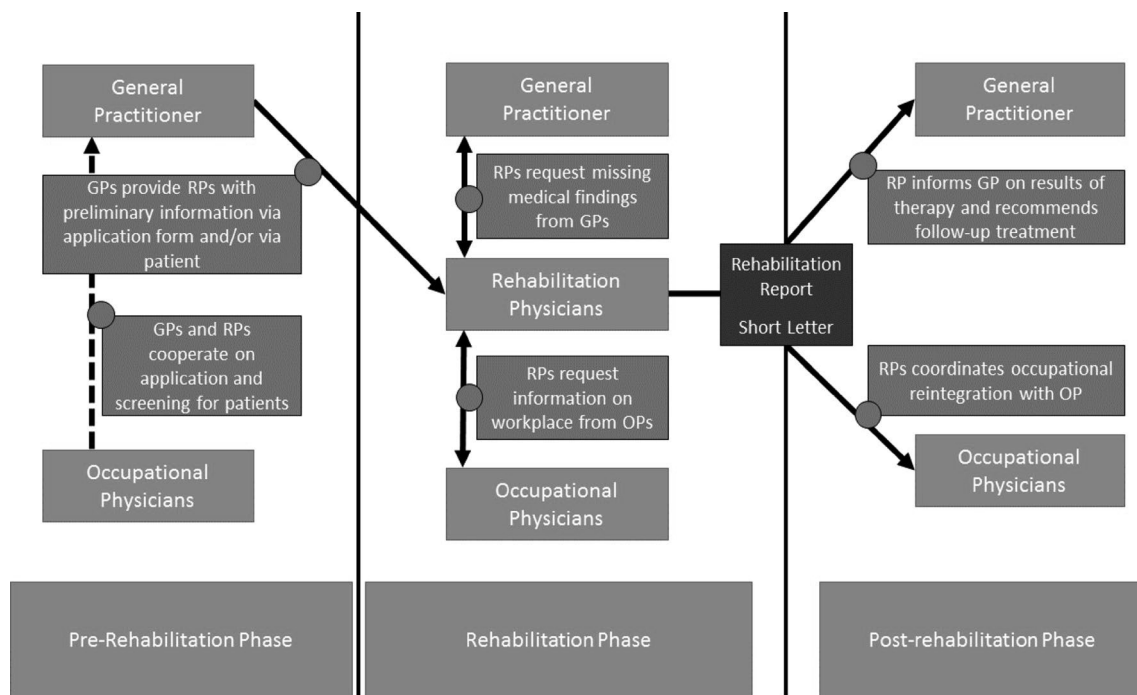 General
Practitioner
GPs provide RPs with
preliminary information via
application form and/or via
patient
GPs and RPs
cooperate on
application and
screening for patients
Occupational
Physicians
Pre-Rehabilitation Phase
General
Practitioner
RPs request missing
medical findings
from GPs
Rehabilitation
Physicians
RPs request
information on
workplace from OPs
Occupational
Physicians
Rehabilitation Phase
Rehabilitation
Report
Short Letter
General
Practitioner
RP informs GP on results of
therapy and recommends
follow-up treatment
RPs coordinates occupational
reintegration with OP
Occupational
Physicians
Post-rehabilitation Phase